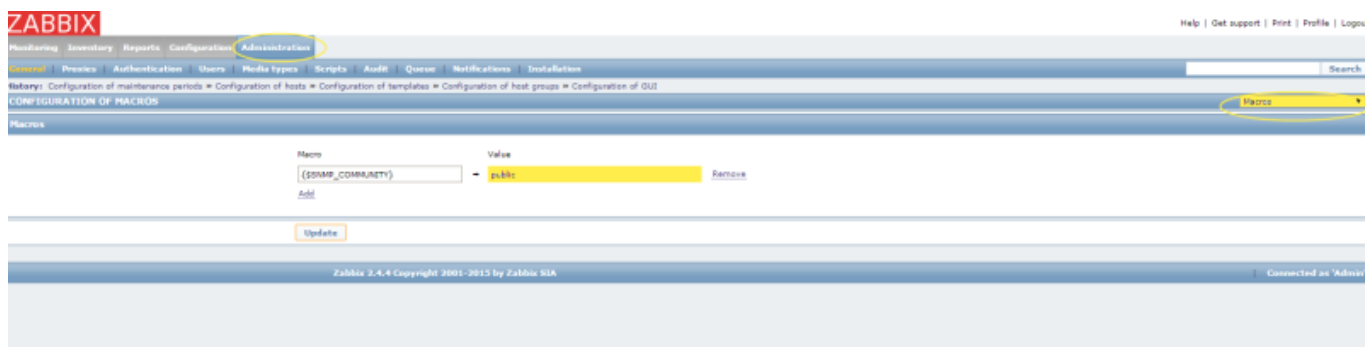 ZABBIX
Help | Get support | Print | Profile | Logou
Monitoring Inventory Reports Configuration Administration
General | Proxies | Authentication | Users | Media types | Scripts | Audit | Queue | Notifications | Installation
Search
History: Configuration of maintenance periods » Configuration of hosts » Configuration of templates » Configuration of host groups » Configuration of GUI
CONFIGURATION OF MACROS
Macros
Macros
Macro Value
{$SNMP_COMMUNITY} ⇒ public Remove
Add
Update
Zabbix 2.4.4 Copyright 2001-2015 by Zabbix SIA
| Connected as 'Admin'